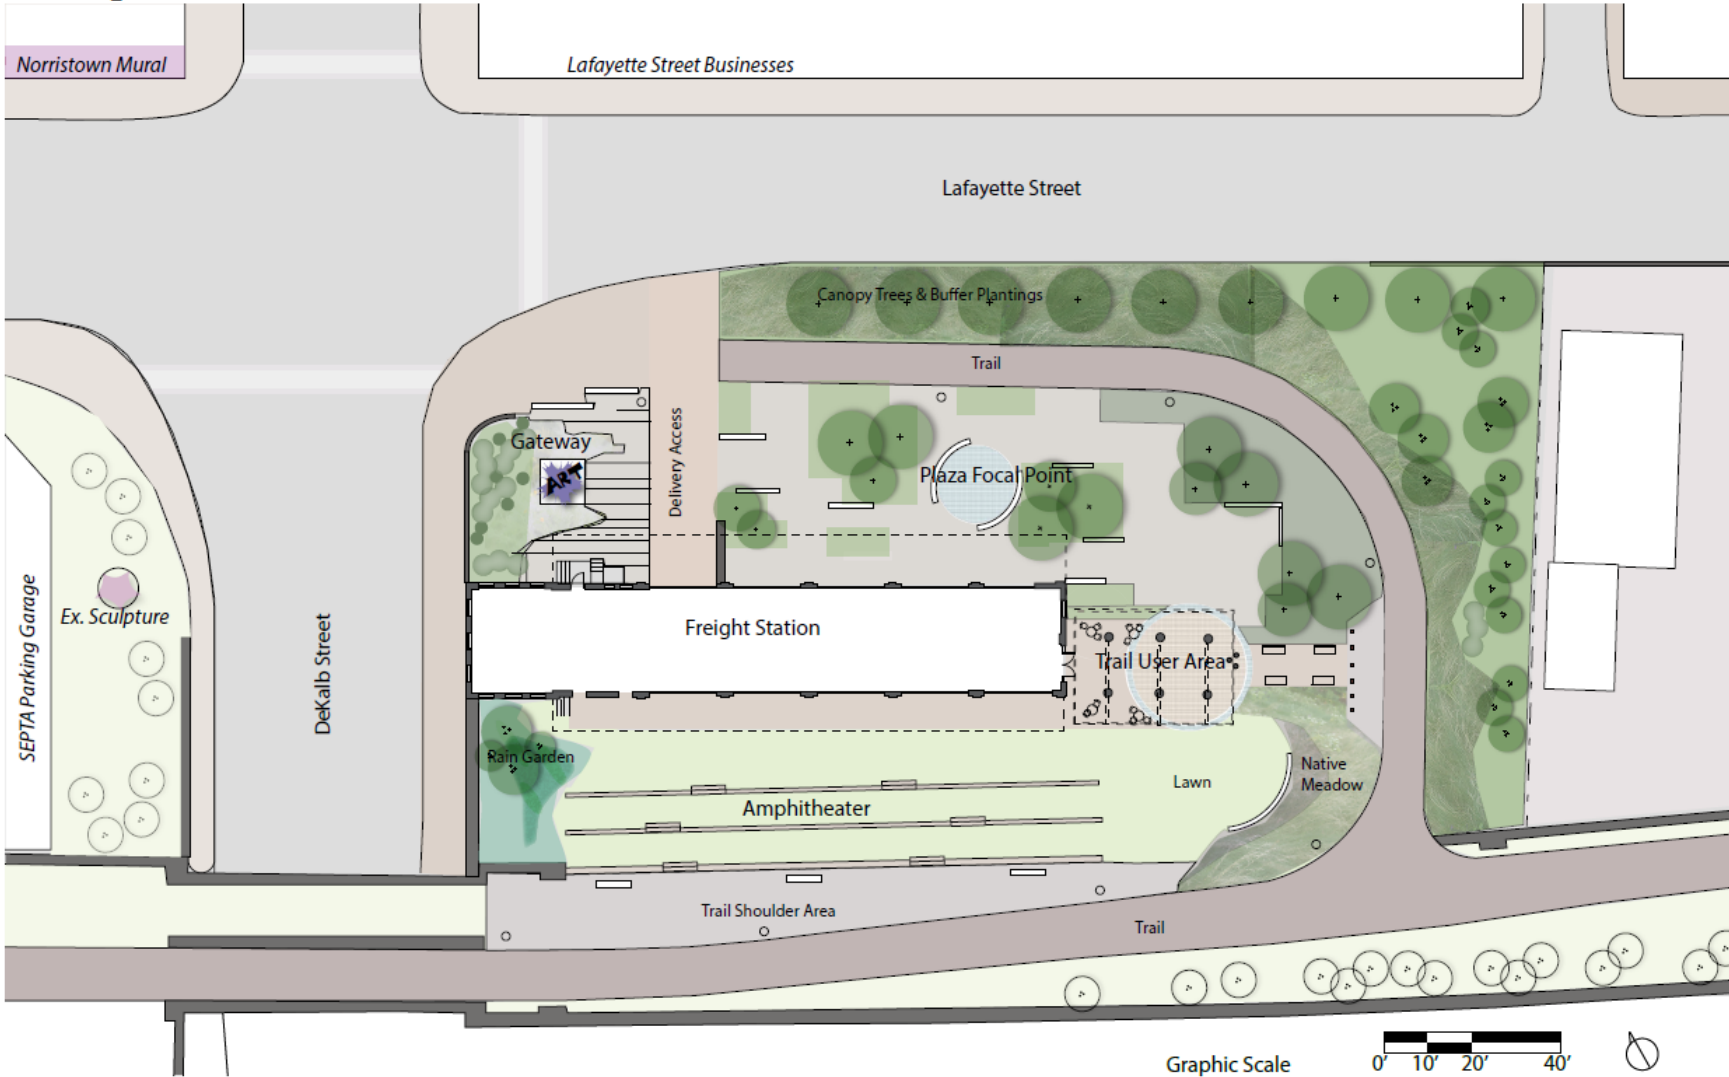 Norristown Mural
Lafayette Street Businesses
Lafayette Street
Canopy Trees & Buffer Plantings
Trail
Gateway
ART
Delivery Access
Plaza Focal Point
SEPTA Parking Garage
Ex. Sculpture
DeKalb Street
Freight Station
Trail User Area
Rain Garden
Amphitheater
Lawn
Native
Meadow
Trail Shoulder Area
Trail
Graphic Scale
0' 10' 20' 40'